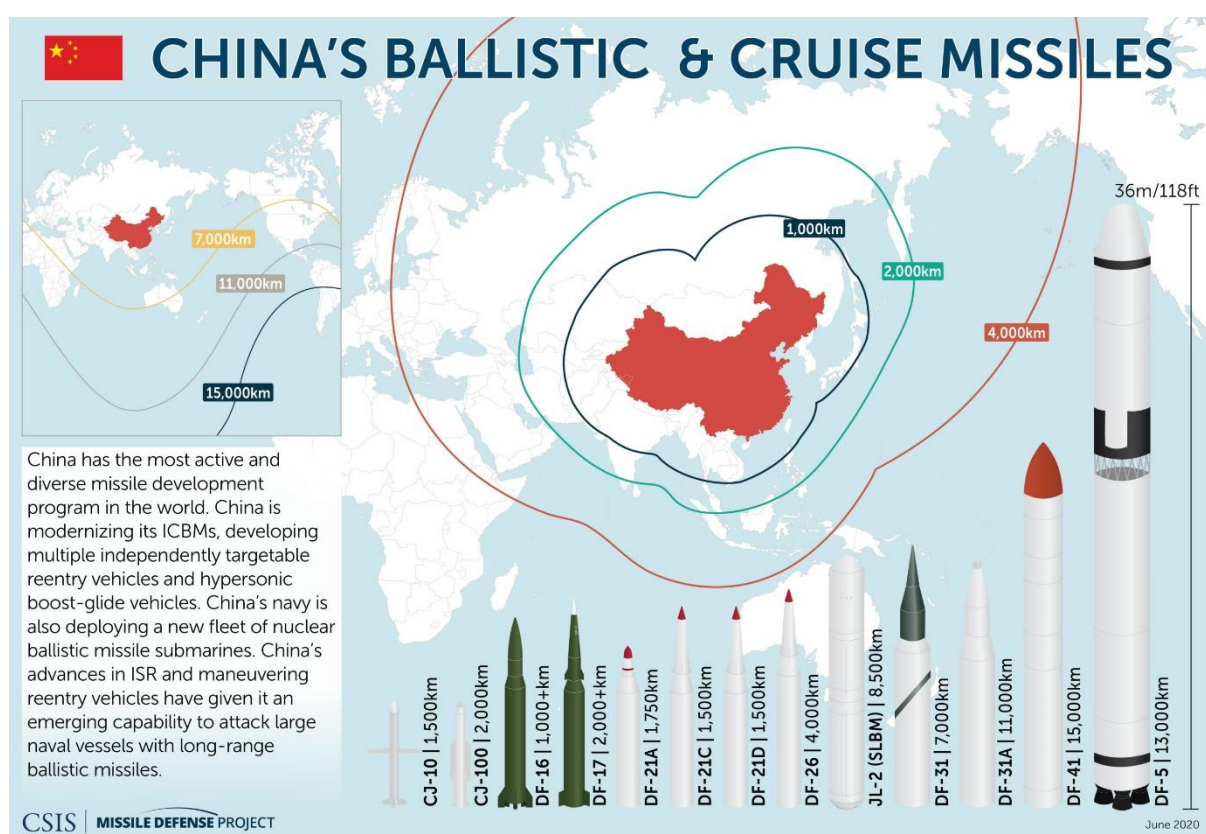 CHINA'S BALLISTIC & CRUISE MISSILES
7,000km
11,000km
15,000km
1,000km
2,000km
4,000km
36m/118ft
China has the most active and
diverse missile development
program in the world. China is
modernizing its ICBMs, developing
multiple independently targetable
reentry vehicles and hypersonic
boost-glide vehicles. China's navy is
also deploying a new fleet of nuclear
ballistic missile submarines. China's
advances in ISR and maneuvering
reentry vehicles have given it an
emerging capability to attack large
naval vessels with long-range
ballistic missiles.
CJ-10 | 1,500km
CJ-100 | 2,000km
DF-16 | 1,000+km
DF-17 | 2,000+km
DF-21A | 1,750km
DF-21C | 1,500km
DF-21D | 1,500km
DF-26 | 4,000km
JL-2 (SLBM) | 8,500km
DF-31 | 7,000km
DF-31A | 11,000km
DF-41 | 15,000km
DF-5 | 13,000km
CSIS | MISSILE DEFENSE PROJECT
June 2020